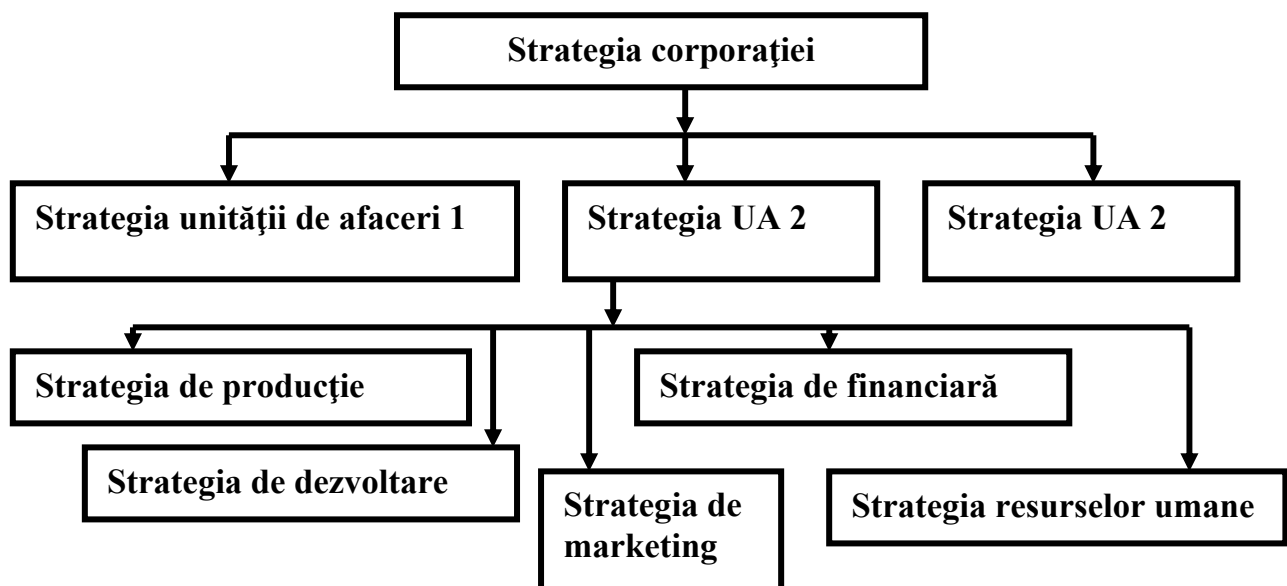 Strategia corporaţiei
Strategia unităţii de afaceri 1
Strategia UA 2
Strategia UA 2
Strategia de producţie
Strategia de financiară
Strategia de dezvoltare
Strategia de
marketing
Strategia resurselor umane